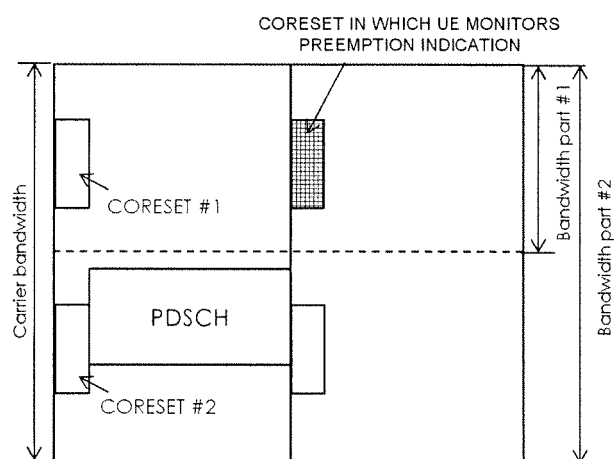 CORESET IN WHICH UE MONITORS
PREEMPTION INDICATION
Carrier bandwidth
CORESET #1
Bandwidth part #1
Bandwidth part #2
PDSCH
CORESET #2